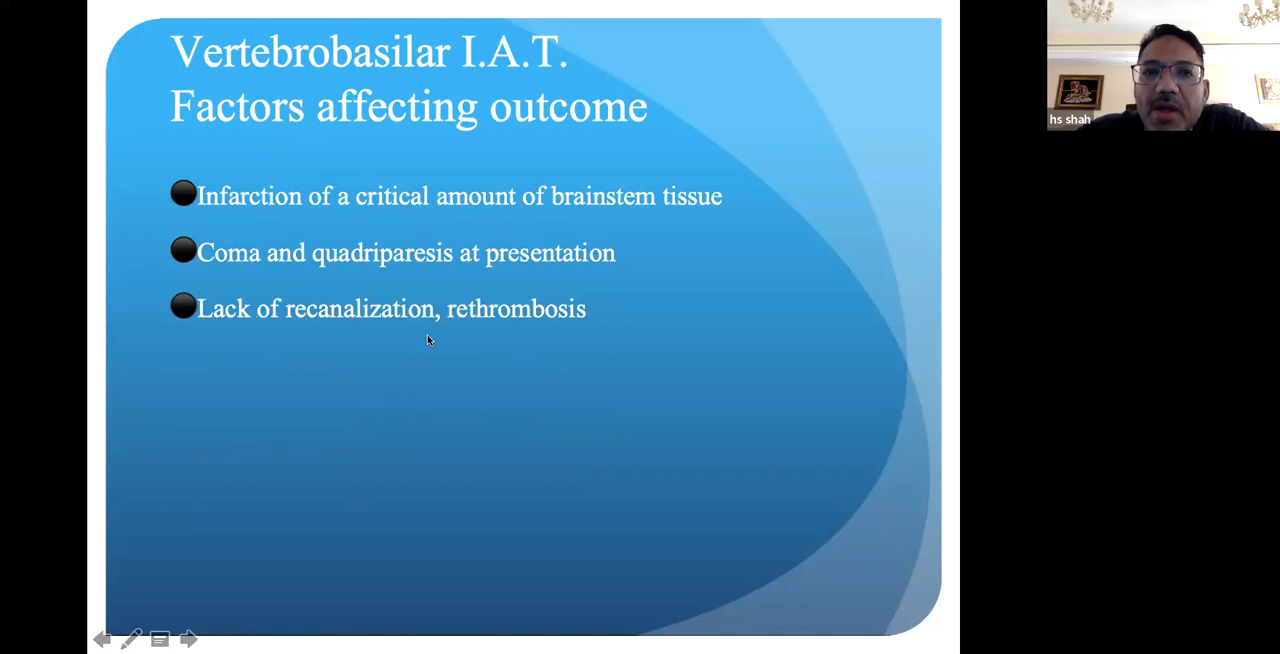 Vertebrobasilar I.A.T.
Factors affecting outcome
Infarction of a critical amount of brainstem tissue
Coma and quadriparesis at presentation
Lack of recanalization, rethrombosis
hs shah